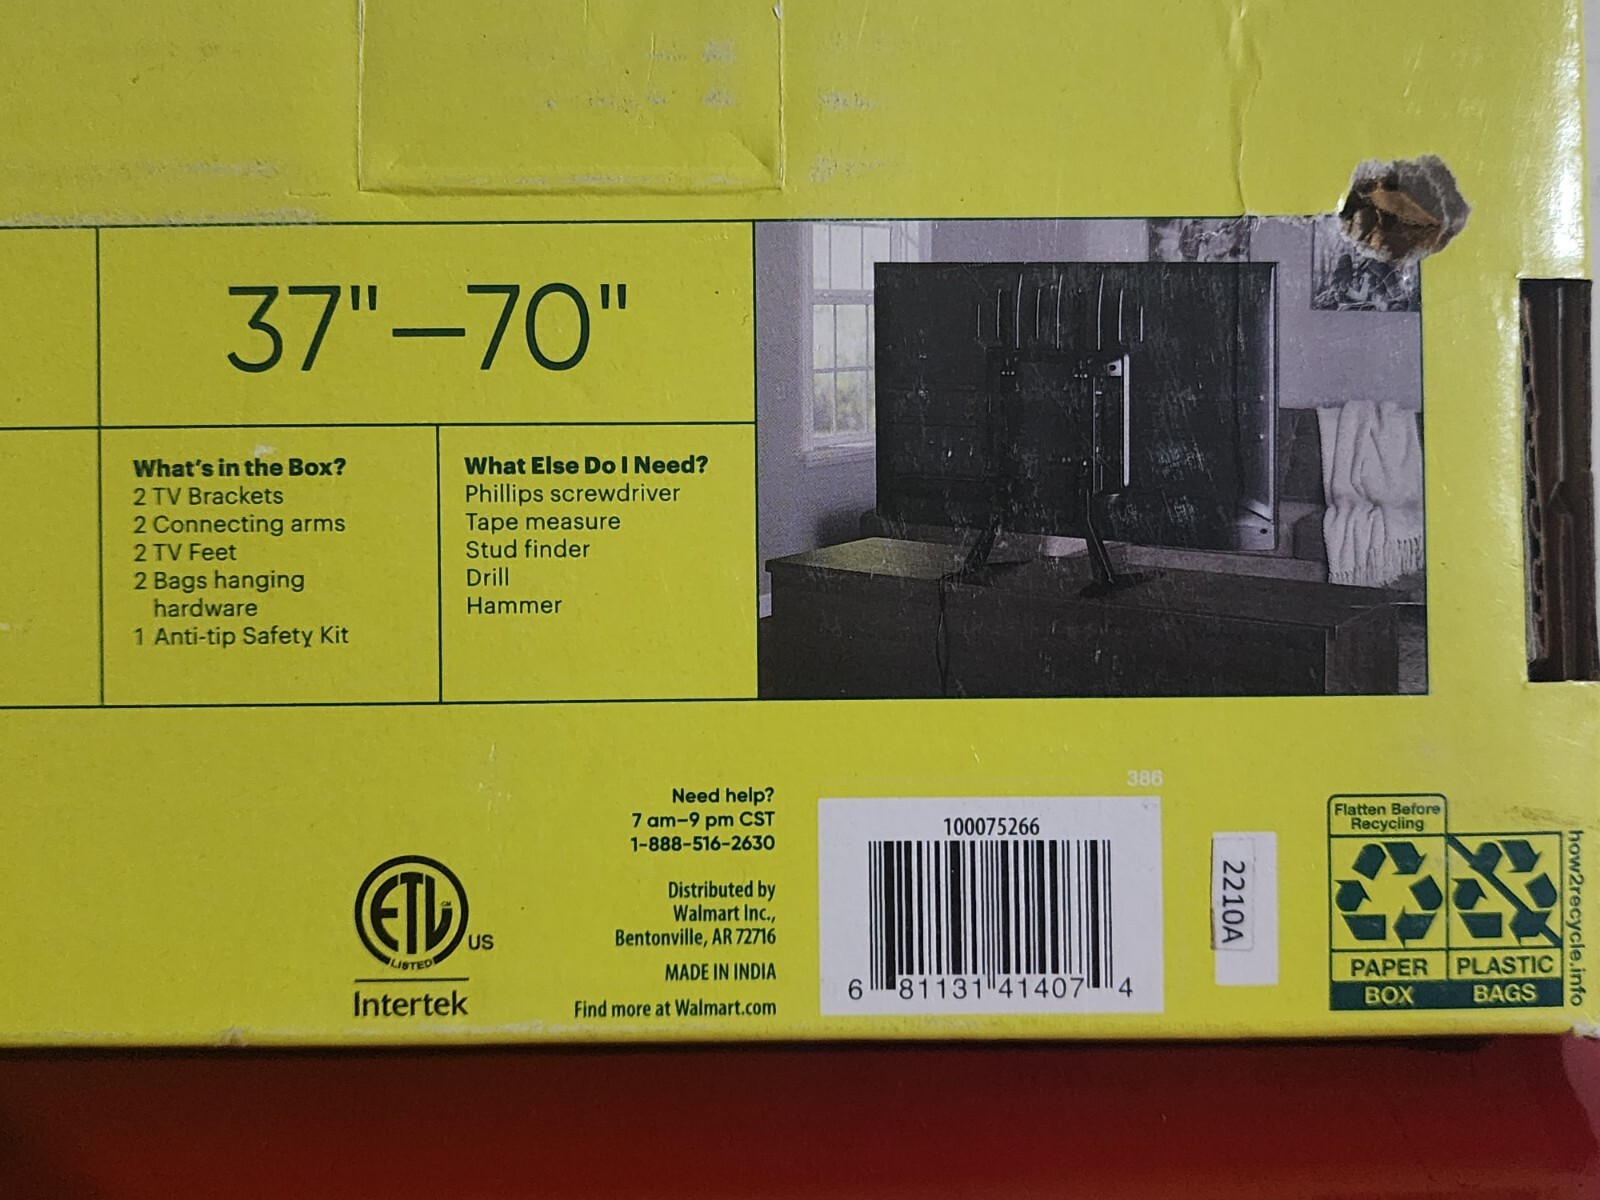 37"–70"
What's in the Box?
2 TV Brackets
2 Connecting arms
2 TV Feet
2 Bags hanging
hardware
1 Anti-tip Safety Kit
What Else Do I Need?
Phillips screwdriver
Tape measure
Stud finder
Drill
Hammer
ETL
CM
LISTED
US
Intertek
Need help?
7 am–9 pm CST
1-888-516-2630
Distributed by
Walmart Inc.,
Bentonville, AR 72716
MADE IN INDIA
Find more at Walmart.com
386
100075266
6 81131 41407 4
2210A
Flatten Before
Recycling
PAPER
BOX
PLASTIC
BAGS
how2recycle.info